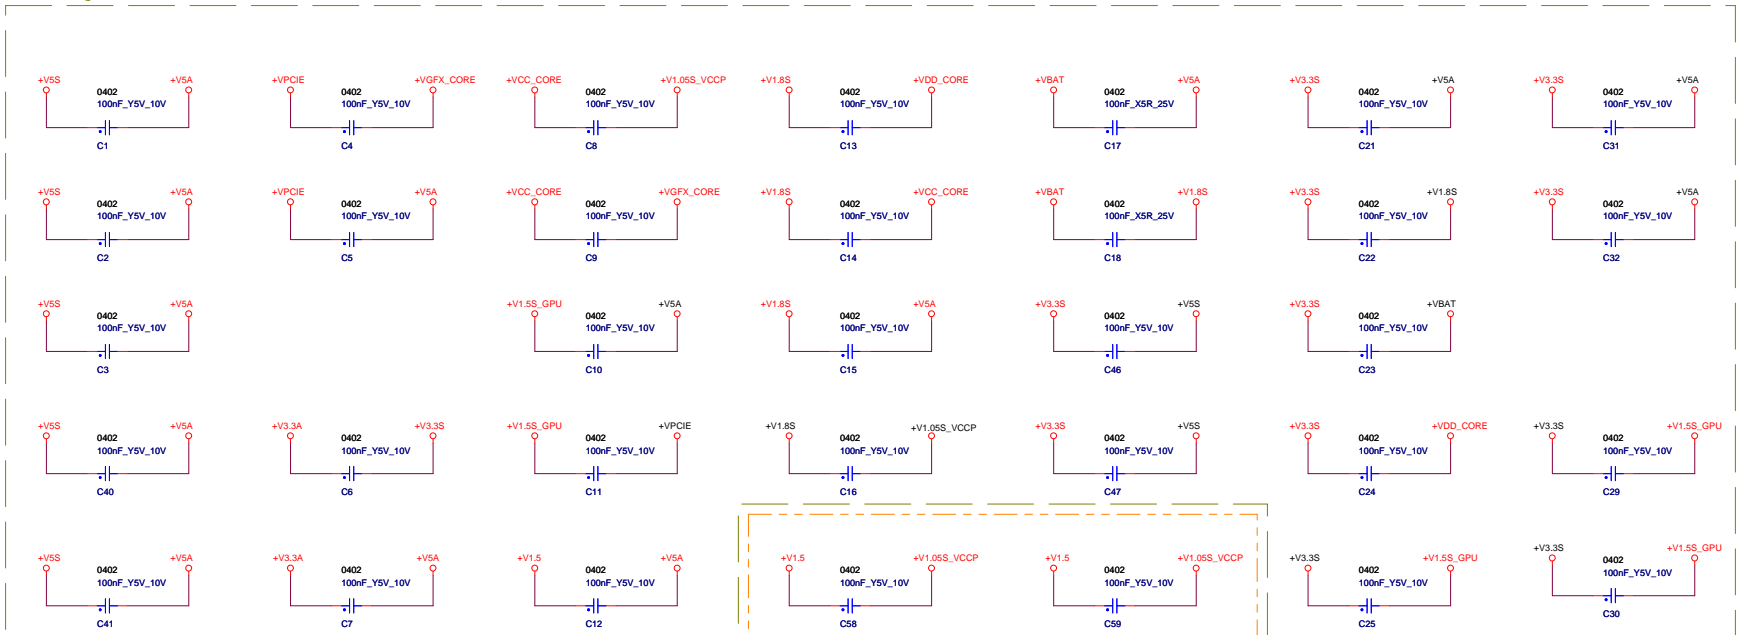 +V5S +V5A +VPCIE +VGFX_CORE +VCC_CORE +V1.05S_VCCP +V1.8S +VDD_CORE +VBAT +V5A +V3.3S +V5A +V3.3S +V5A
0402 0402 0402 0402 0402 0402 0402
100nF_Y5V_10V 100nF_Y5V_10V 100nF_Y5V_10V 100nF_Y5V_10V 100nF_X5R_25V 100nF_Y5V_10V 100nF_Y5V_10V
C1 C4 C8 C13 C17 C21 C31
+V5S +V5A +VPCIE +V5A +VCC_CORE +VGFX_CORE +V1.8S +VCC_CORE +VBAT +V1.8S +V3.3S +V1.8S +V3.3S +V5A
0402 0402 0402 0402 0402 0402 0402
100nF_Y5V_10V 100nF_Y5V_10V 100nF_Y5V_10V 100nF_Y5V_10V 100nF_X5R_25V 100nF_Y5V_10V 100nF_Y5V_10V
C2 C5 C9 C14 C18 C22 C32
+V5S +V5A +V1.5S_GPU +V5A +V1.8S +V5A +V3.3S +V5S +V3.3S +VBAT
0402 0402 0402 0402 0402
100nF_Y5V_10V 100nF_Y5V_10V 100nF_Y5V_10V 100nF_Y5V_10V 100nF_Y5V_10V
C3 C10 C15 C46 C23
+V5S +V5A +V3.3A +V3.3S +V1.5S_GPU +VPCIE +V1.8S +V1.05S_VCCP +V3.3S +V5S +V3.3S +VDD_CORE +V3.3S +V1.5S_GPU
0402 0402 0402 0402 0402 0402 0402
100nF_Y5V_10V 100nF_Y5V_10V 100nF_Y5V_10V 100nF_Y5V_10V 100nF_Y5V_10V 100nF_Y5V_10V 100nF_Y5V_10V
C40 C6 C11 C16 C47 C24 C29
+V5S +V5A +V3.3A +V5A +V1.5 +V5A +V1.5 +V1.05S_VCCP +V1.5 +V1.05S_VCCP +V3.3S +V1.5S_GPU +V3.3S +V1.5S_GPU
0402 0402 0402 0402 0402 0402 0402
100nF_Y5V_10V 100nF_Y5V_10V 100nF_Y5V_10V 100nF_Y5V_10V 100nF_Y5V_10V 100nF_Y5V_10V 100nF_Y5V_10V
C41 C7 C12 C58 C59 C25 C30